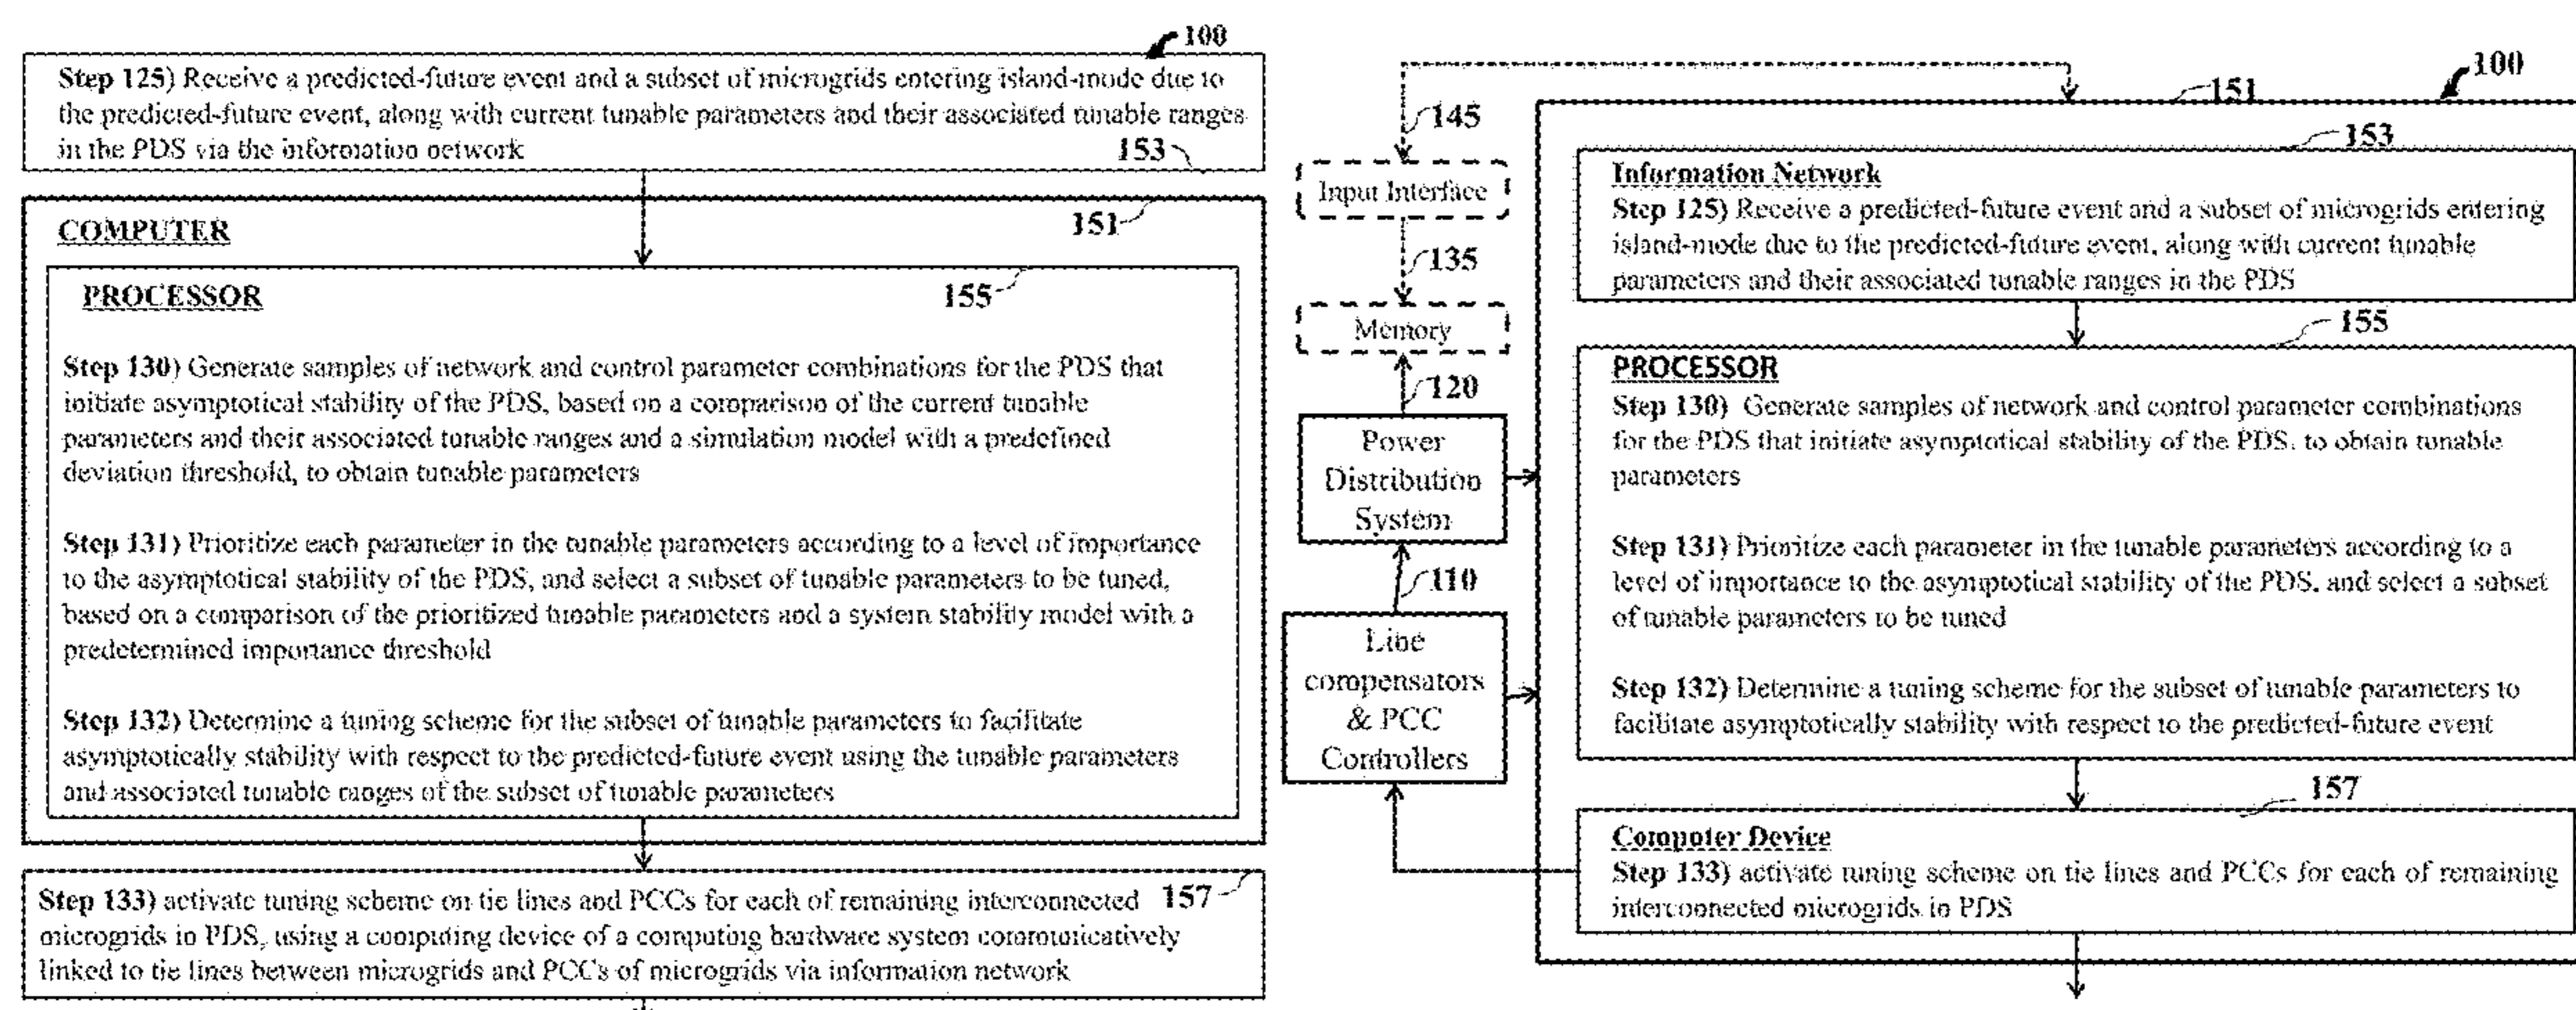 100
Step 125) Receive a predicted-future event and a subset of microgrids entering island-mode due to
the predicted-future event, along with current tunable parameters and their associated tunable ranges
in the PDS via the information network
153
COMPUTER
151
PROCESSOR
155
Step 130) Generate samples of network and control parameter combinations for the PDS that
initiate asymptotical stability of the PDS, based on a comparison of the current tunable
parameters and their associated tunable ranges and a simulation model with a predefined
deviation threshold, to obtain tunable parameters
Step 131) Prioritize each parameter in the tunable parameters according to a level of importance
to the asymptotical stability of the PDS, and select a subset of tunable parameters to be tuned,
based on a comparison of the prioritized tunable parameters and a system stability model with a
predetermined importance threshold
Step 132) Determine a tuning scheme for the subset of tunable parameters to facilitate
asymptotically stability with respect to the predicted-future event using the tunable parameters
and associated tunable ranges of the subset of tunable parameters
Step 133) activate tuning scheme on tie lines and PCCs for each of remaining interconnected
157
microgrids in PDS, using a computing device of a computing hardware system communicatively
linked to tie lines between microgrids and PCCs of microgrids via information network
145
Input Interface
135
Memory
120
Power
Distribution
System
110
Line
compensators
& PCC
Controllers
100
151
153
Information Network
Step 125) Receive a predicted-future event and a subset of microgrids entering
island-mode due to the predicted-future event, along with current tunable
parameters and their associated tunable ranges in the PDS
155
PROCESSOR
Step 130) Generate samples of network and control parameter combinations
for the PDS that initiate asymptotical stability of the PDS, to obtain tunable
parameters
Step 131) Prioritize each parameter in the tunable parameters according to a
level of importance to the asymptotical stability of the PDS, and select a subset
of tunable parameters to be tuned
Step 132) Determine a tuning scheme for the subset of tunable parameters to
facilitate asymptotically stability with respect to the predicted-future event
157
Computer Device
Step 133) activate tuning scheme on tie lines and PCCs for each of remaining
interconnected microgrids in PDS